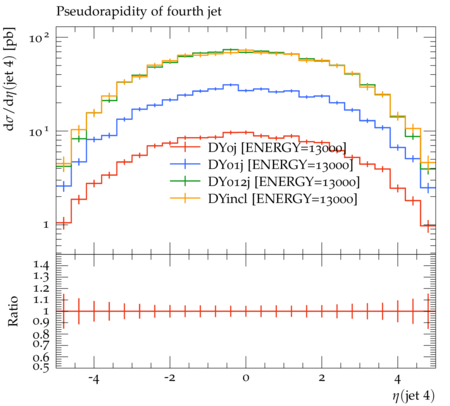 Pseudorapidity of fourth jet
dσ/dη(jet 4) [pb]
10²
10¹
1
DY0j [ENERGY=13000]
DY01j [ENERGY=13000]
DY012j [ENERGY=13000]
DYincl [ENERGY=13000]
Ratio
1.4
1.3
1.2
1.1
1
0.9
0.8
0.7
0.6
0.5
-4
-2
0
2
4
η(jet 4)